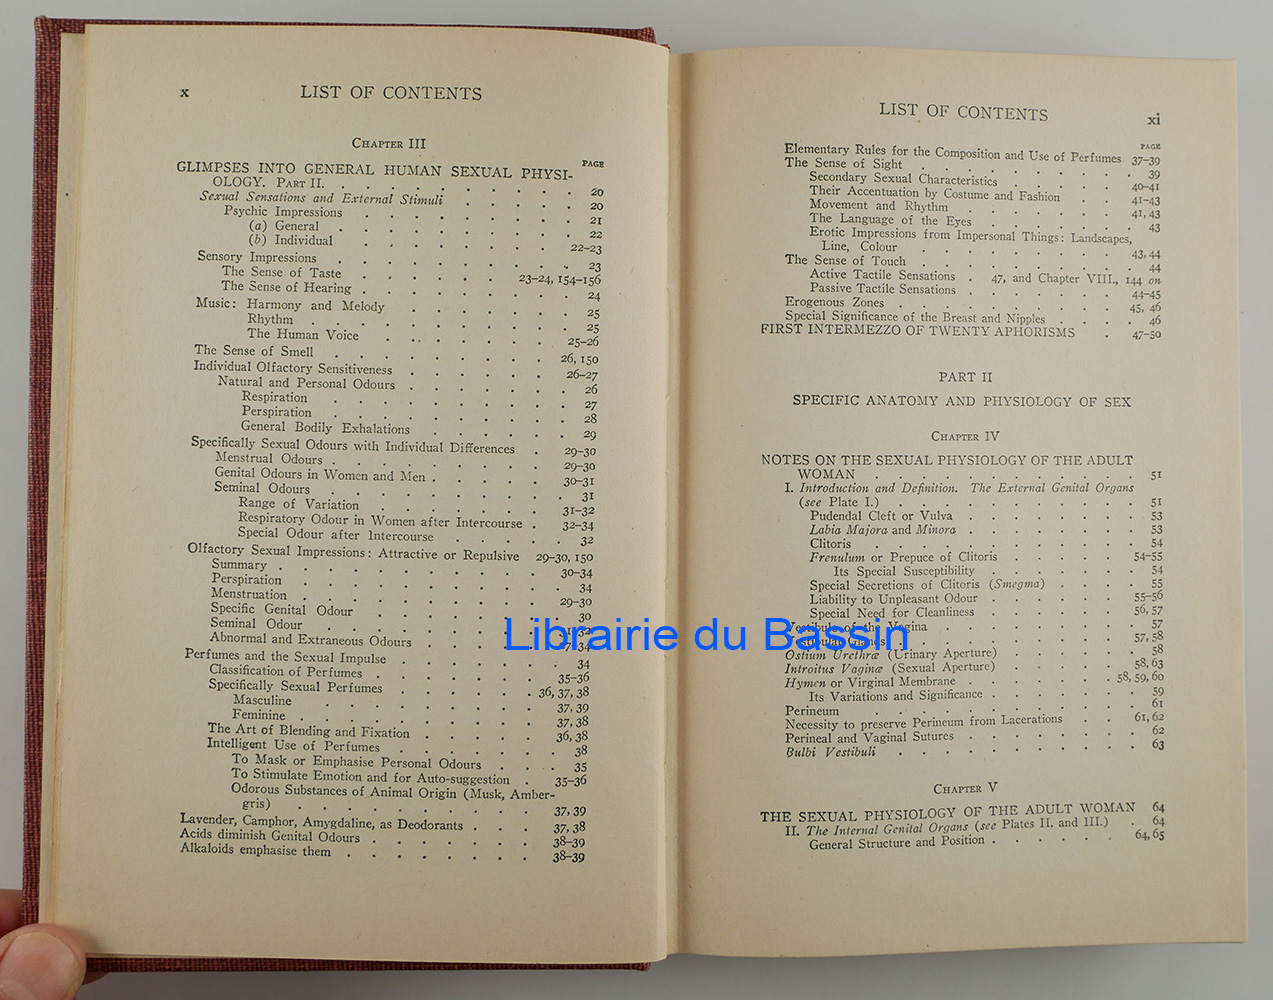 x
LIST OF CONTENTS
CHAPTER III
PAGE
GLIMPSES INTO GENERAL HUMAN SEXUAL PHYSI-
OLOGY. PART II. . . . . . . . . . . 20
Sexual Sensations and External Stimuli . . . . . 20
Psychic Impressions . . . . . . . . . 21
(a) General . . . . . . . . . . 22
(b) Individual . . . . . . . . . 22–23
Sensory Impressions . . . . . . . . . . 23
The Sense of Taste . . . . . . 23–24, 154–156
The Sense of Hearing . . . . . . . . . 24
Music: Harmony and Melody . . . . . . . 25
Rhythm . . . . . . . . . . . 25
The Human Voice . . . . . . . . 25–26
The Sense of Smell . . . . . . . . . 26, 150
Individual Olfactory Sensitiveness . . . . . . 26–27
Natural and Personal Odours . . . . . . . 26
Respiration . . . . . . . . . . 27
Perspiration . . . . . . . . . . 28
General Bodily Exhalations . . . . . . 29
Specifically Sexual Odours with Individual Differences . 29–30
Menstrual Odours . . . . . . . . . 29–30
Genital Odours in Women and Men . . . . . 30–31
Seminal Odours . . . . . . . . . . 31
Range of Variation . . . . . . . 31–32
Respiratory Odour in Women after Intercourse . 32–34
Special Odour after Intercourse . . . . . 32
Olfactory Sexual Impressions: Attractive or Repulsive 29–30, 150
Summary . . . . . . . . . . . 30–34
Perspiration . . . . . . . . . . . 34
Menstruation . . . . . . . . . . 29–30
Specific Genital Odour . . . . . . . . 30
Seminal Odour
Abnormal and Extraneous Odours
Perfumes and the Sexual Impulse . . . . . . . 34
Classification of Perfumes . . . . . . . 35–36
Specifically Sexual Perfumes . . . . . 36, 37, 38
Masculine . . . . . . . . . 37, 39
Feminine . . . . . . . . . . 37, 38
The Art of Blending and Fixation . . . . . 36, 38
Intelligent Use of Perfumes . . . . . . . 38
To Mask or Emphasise Personal Odours . . . . 35
To Stimulate Emotion and for Auto-suggestion . 35–36
Odorous Substances of Animal Origin (Musk, Amber-
gris) . . . . . . . . . . . 37, 39
Lavender, Camphor, Amygdaline, as Deodorants . . . 37, 38
Acids diminish Genital Odours . . . . . . . 38–39
Alkaloids emphasise them . . . . . . . . 38–39
LIST OF CONTENTS
xi
PAGE
Elementary Rules for the Composition and Use of Perfumes 37–39
The Sense of Sight . . . . . . . . . . 39
Secondary Sexual Characteristics . . . . . 40–41
Their Accentuation by Costume and Fashion . . 41–43
Movement and Rhythm . . . . . . . 41, 43
The Language of the Eyes . . . . . . . 43
Erotic Impressions from Impersonal Things: Landscapes,
Line, Colour . . . . . . . . . 43, 44
The Sense of Touch . . . . . . . . . . 44
Active Tactile Sensations . 47, and Chapter VIII., 144 on
Passive Tactile Sensations . . . . . . . 44–45
Erogenous Zones . . . . . . . . . . 45, 46
Special Significance of the Breast and Nipples . . . . 46
FIRST INTERMEZZO OF TWENTY APHORISMS . 47–50
PART II
SPECIFIC ANATOMY AND PHYSIOLOGY OF SEX
CHAPTER IV
NOTES ON THE SEXUAL PHYSIOLOGY OF THE ADULT
WOMAN . . . . . . . . . . . . 51
I. Introduction and Definition. The External Genital Organs
(see Plate I.) . . . . . . . . . . . 51
Pudendal Cleft or Vulva . . . . . . . . 53
Labia Majora and Minora . . . . . . . . 53
Clitoris . . . . . . . . . . . . 54
Frenulum or Prepuce of Clitoris . . . . . 54–55
Its Special Susceptibility . . . . . . . 54
Special Secretions of Clitoris (Smegma) . . . . 55
Liability to Unpleasant Odour . . . . . . 55–56
Special Need for Cleanliness . . . . . . 56, 57
Vestibule of the Vagina . . . . . . . . . 57
Glands . . . . . . . . . . 57, 58
Ostium Urethræ (Urinary Aperture) . . . . . . 58
Introitus Vaginæ (Sexual Aperture) . . . . . 58, 63
Hymen or Virginal Membrane . . . . . . 58, 59, 60
Its Variations and Significance . . . . . . 59
Perineum . . . . . . . . . . . . 61
Necessity to preserve Perineum from Lacerations . . 61, 62
Perineal and Vaginal Sutures . . . . . . . . 62
Bulbi Vestibuli . . . . . . . . . . . 63
CHAPTER V
THE SEXUAL PHYSIOLOGY OF THE ADULT WOMAN 64
II. The Internal Genital Organs (see Plates II. and III.) . 64
General Structure and Position . . . . . . 64, 65
Librairie du Bassin